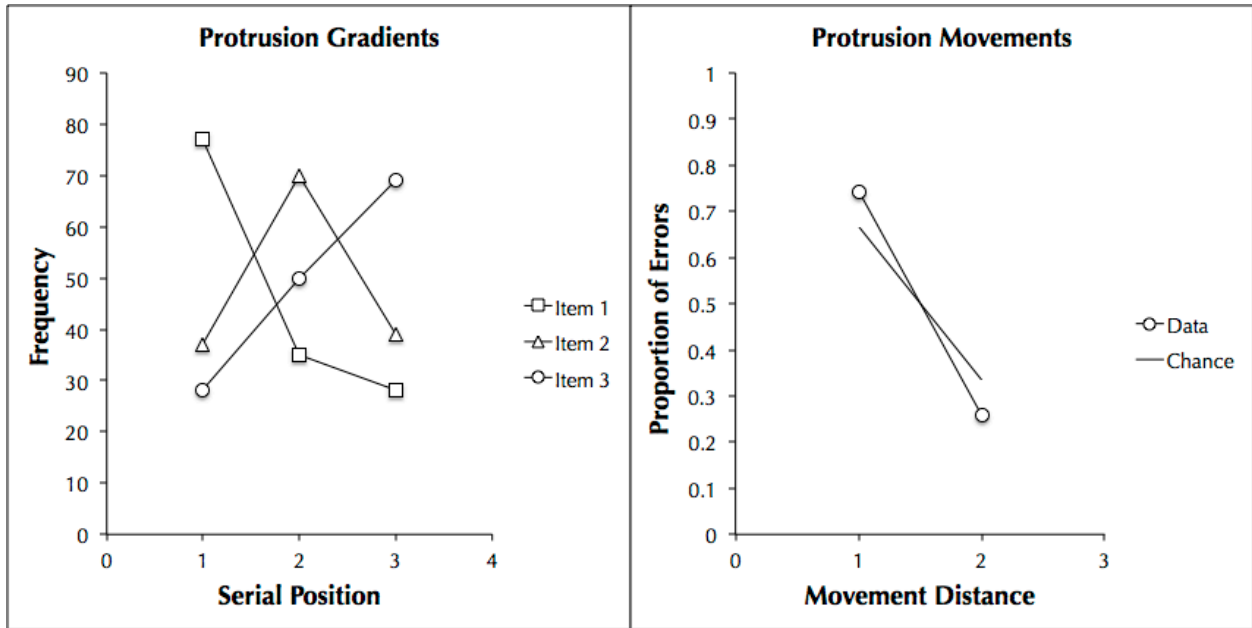 Protrusion Gradients
90
80
70
60
50
40
30
20
10
0
0 1 2 3 4
Frequency
Serial Position
Item 1
Item 2
Item 3
Protrusion Movements
1
0.9
0.8
0.7
0.6
0.5
0.4
0.3
0.2
0.1
0
0 1 2 3
Proportion of Errors
Movement Distance
Data
Chance